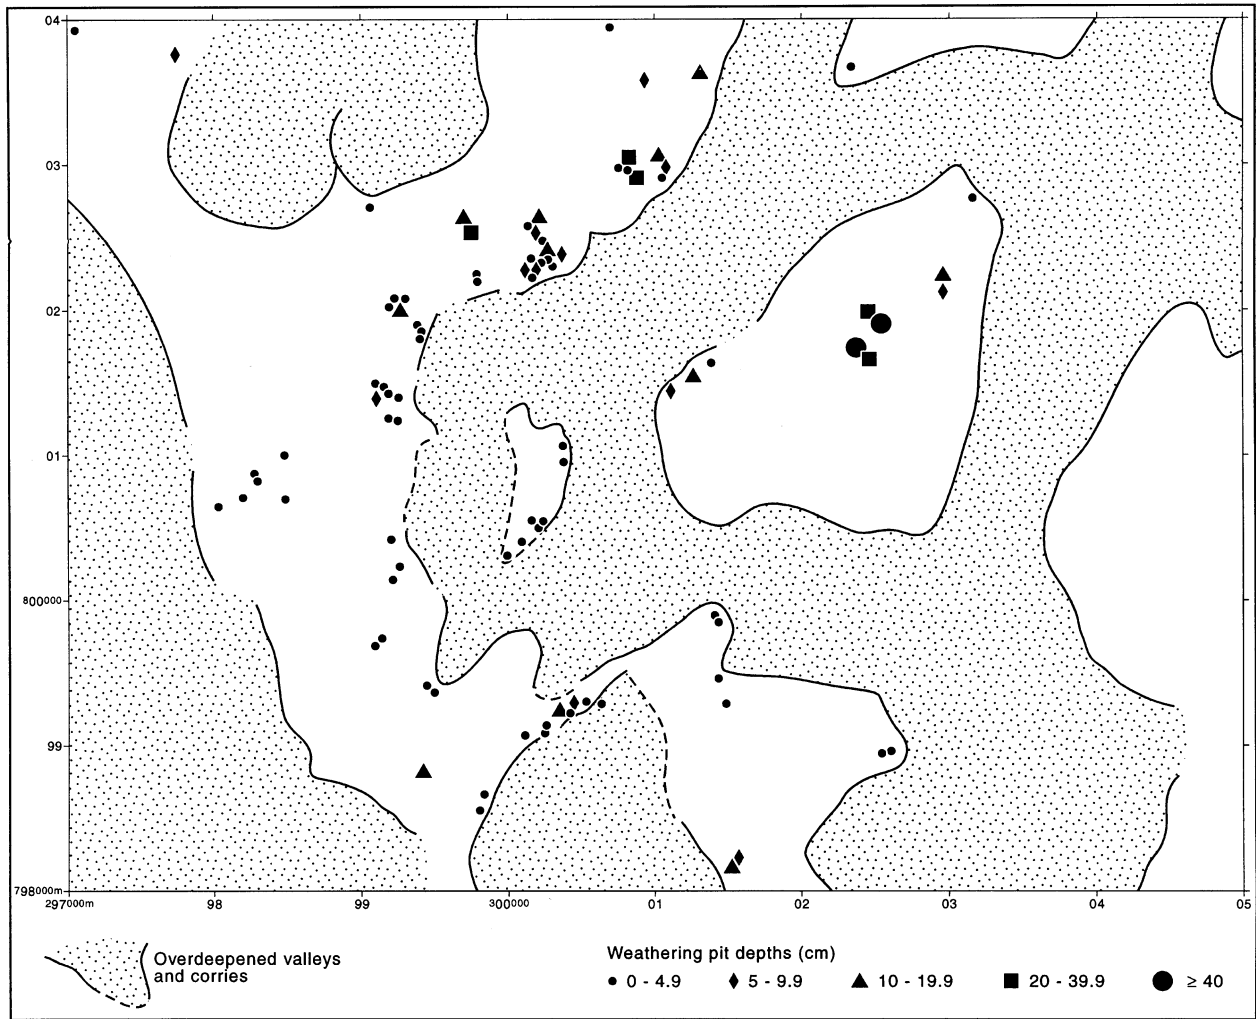 04
03
02
01
800000
99
798000m
297000m 98 99 300000 01 02 03 04 05
Overdeepened valleys
and corries
Weathering pit depths (cm)
0 - 4.9 5 - 9.9 10 - 19.9 20 - 39.9 ≥ 40